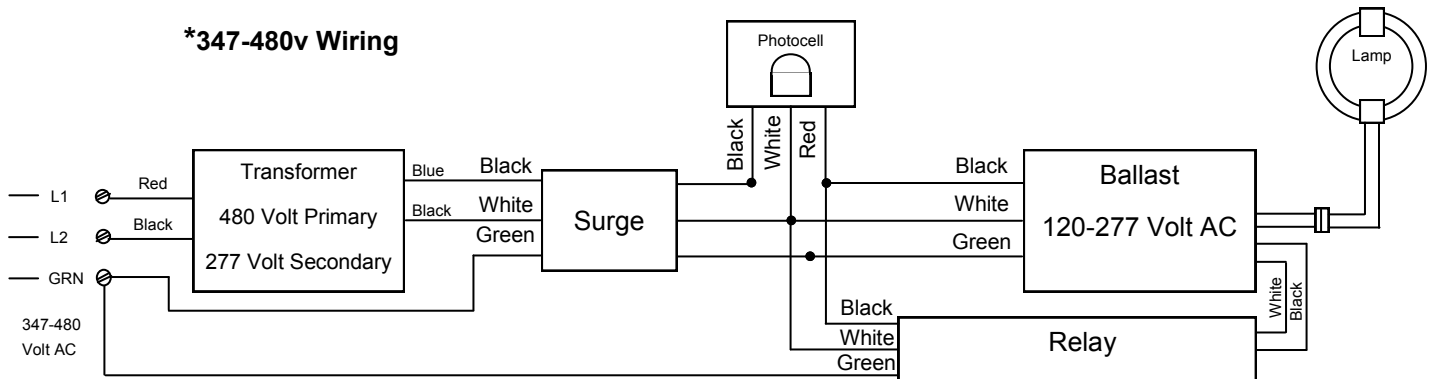 *347-480v Wiring
Photocell
Lamp
Black
White
Red
L1
Red
Transformer
480 Volt Primary
277 Volt Secondary
Blue
Black
Black
White
Green
Surge
Black
White
Green
Ballast
120-277 Volt AC
L2
Black
GRN
347-480
Volt AC
Black
White
Green
Relay
White
Black